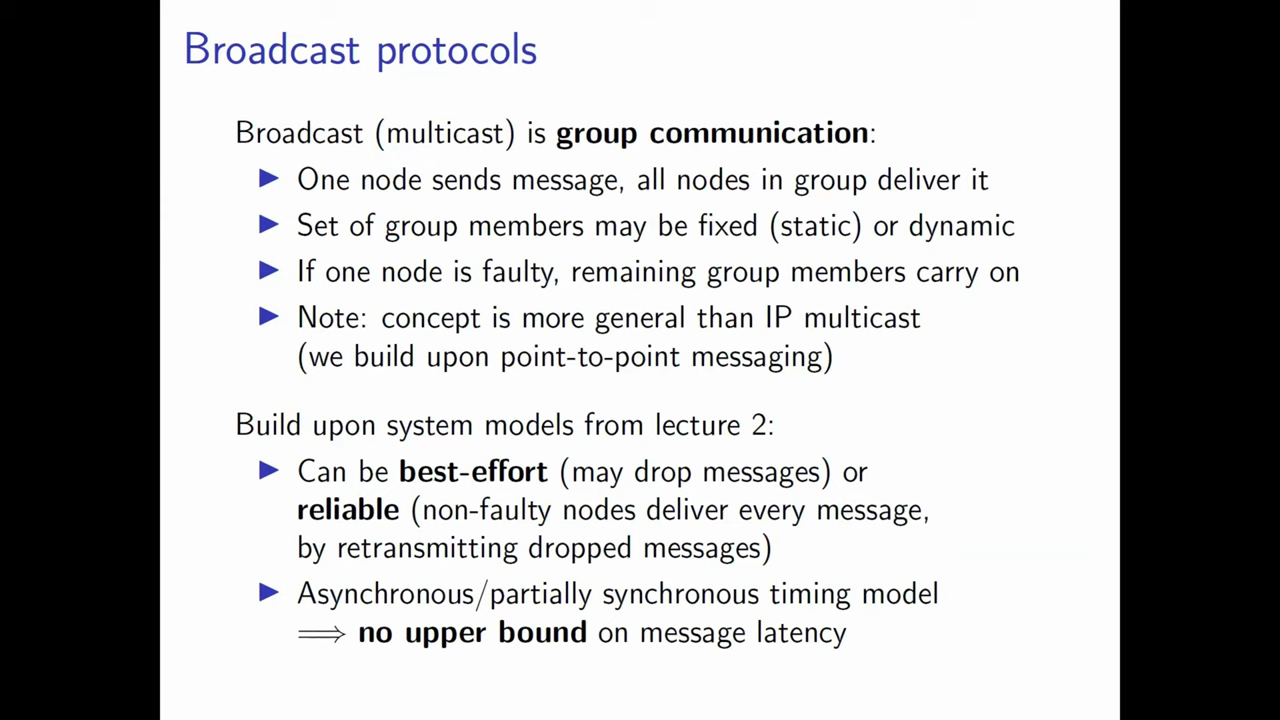 Broadcast protocols
Broadcast (multicast) is group communication:
▶ One node sends message, all nodes in group deliver it
▶ Set of group members may be fixed (static) or dynamic
▶ If one node is faulty, remaining group members carry on
▶ Note: concept is more general than IP multicast
(we build upon point-to-point messaging)
Build upon system models from lecture 2:
▶ Can be best-effort (may drop messages) or
reliable (non-faulty nodes deliver every message,
by retransmitting dropped messages)
▶ Asynchronous/partially synchronous timing model
⟹ no upper bound on message latency